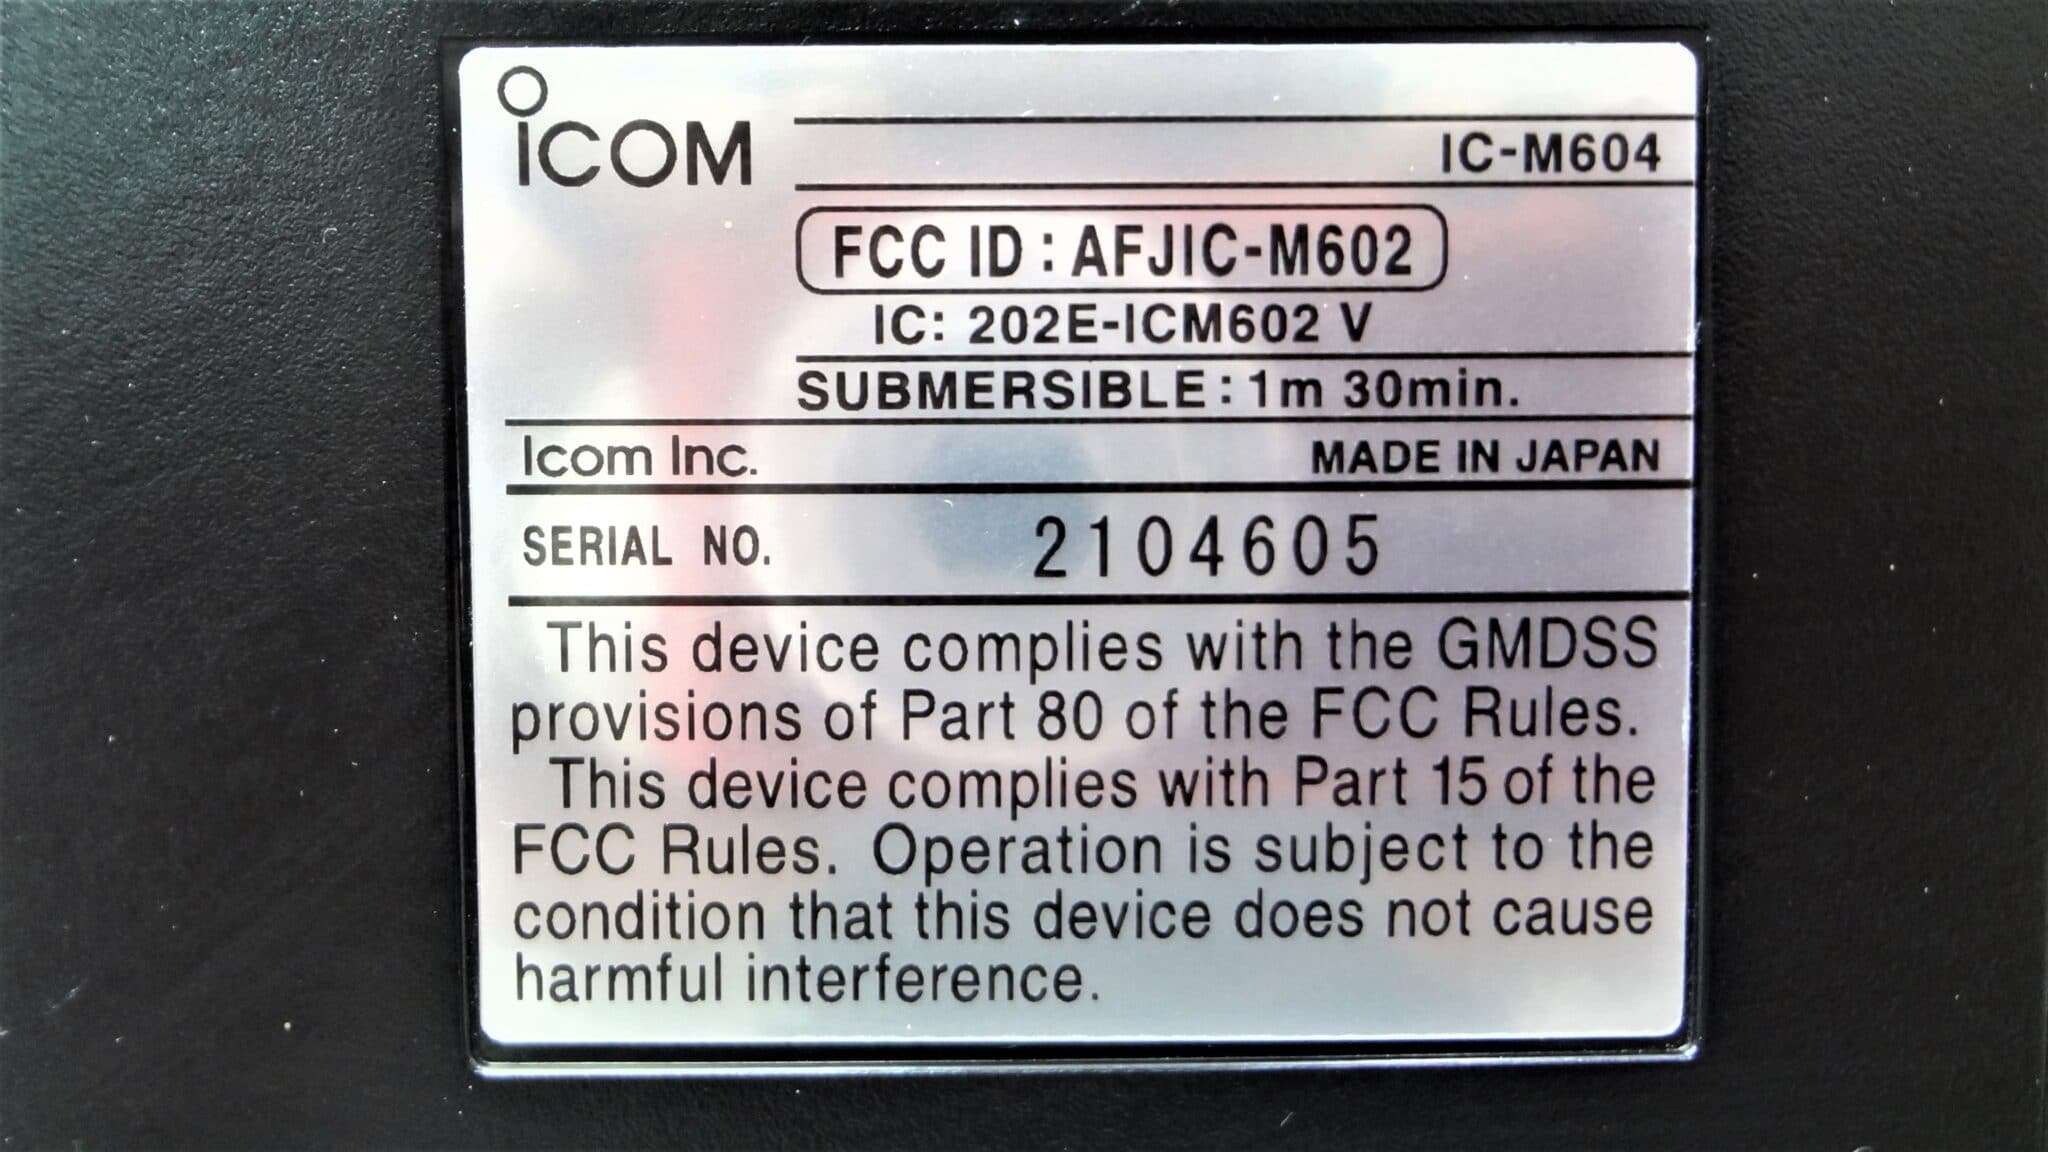 iCOM
IC-M604
FCC ID : AFJIC-M602
IC: 202E-ICM602 V
SUBMERSIBLE : 1m 30min.
Icom Inc. MADE IN JAPAN
SERIAL NO. 2104605
This device complies with the GMDSS
provisions of Part 80 of the FCC Rules.
This device complies with Part 15 of the
FCC Rules. Operation is subject to the
condition that this device does not cause
harmful interference.